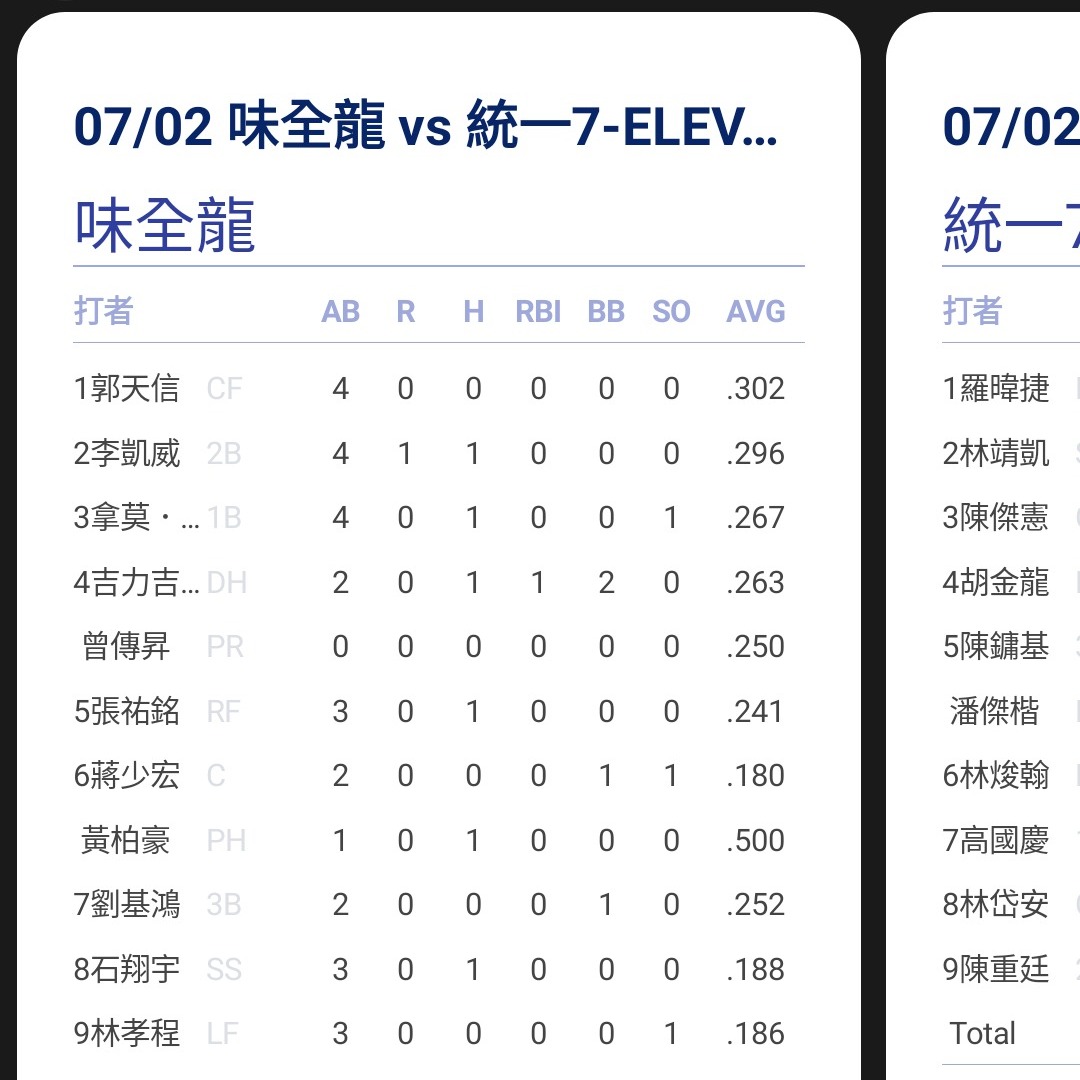 07/02 味全龍 vs 統一7-ELEV...
味全龍
打者 AB R H RBI BB SO AVG
1郭天信 CF 4 0 0 0 0 0 .302
2李凱威 2B 4 1 1 0 0 0 .296
3拿莫・... 1B 4 0 1 0 0 1 .267
4吉力吉... DH 2 0 1 1 2 0 .263
曾傳昇 PR 0 0 0 0 0 0 .250
5張祐銘 RF 3 0 1 0 0 0 .241
6蔣少宏 C 2 0 0 0 1 1 .180
黃柏豪 PH 1 0 1 0 0 0 .500
7劉基鴻 3B 2 0 0 0 1 0 .252
8石翔宇 SS 3 0 1 0 0 0 .188
9林孝程 LF 3 0 0 0 0 1 .186
07/02
統一7
打者
1羅暐捷
2林靖凱
3陳傑憲
4胡金龍
5陳鏞基
潘傑楷
6林焌翰
7高國慶
8林岱安
9陳重廷
Total